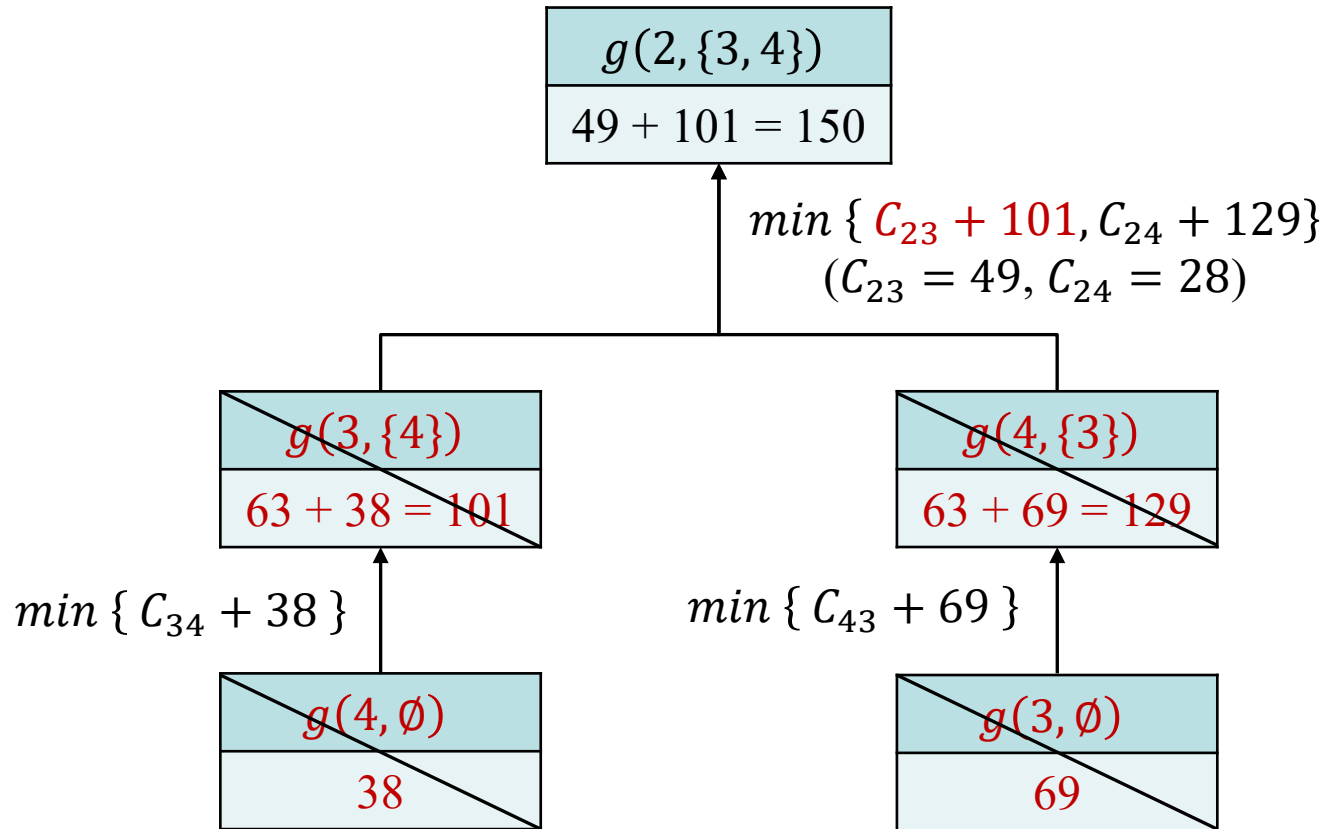 g(2, {3, 4})
49 + 101 = 150
min { C₂₃ + 101, C₂₄ + 129}
(C₂₃ = 49, C₂₄ = 28)
g(3, {4})
63 + 38 = 101
g(4, {3})
63 + 69 = 129
min { C₃₄ + 38 }
min { C₄₃ + 69 }
g(4, ∅)
38
g(3, ∅)
69